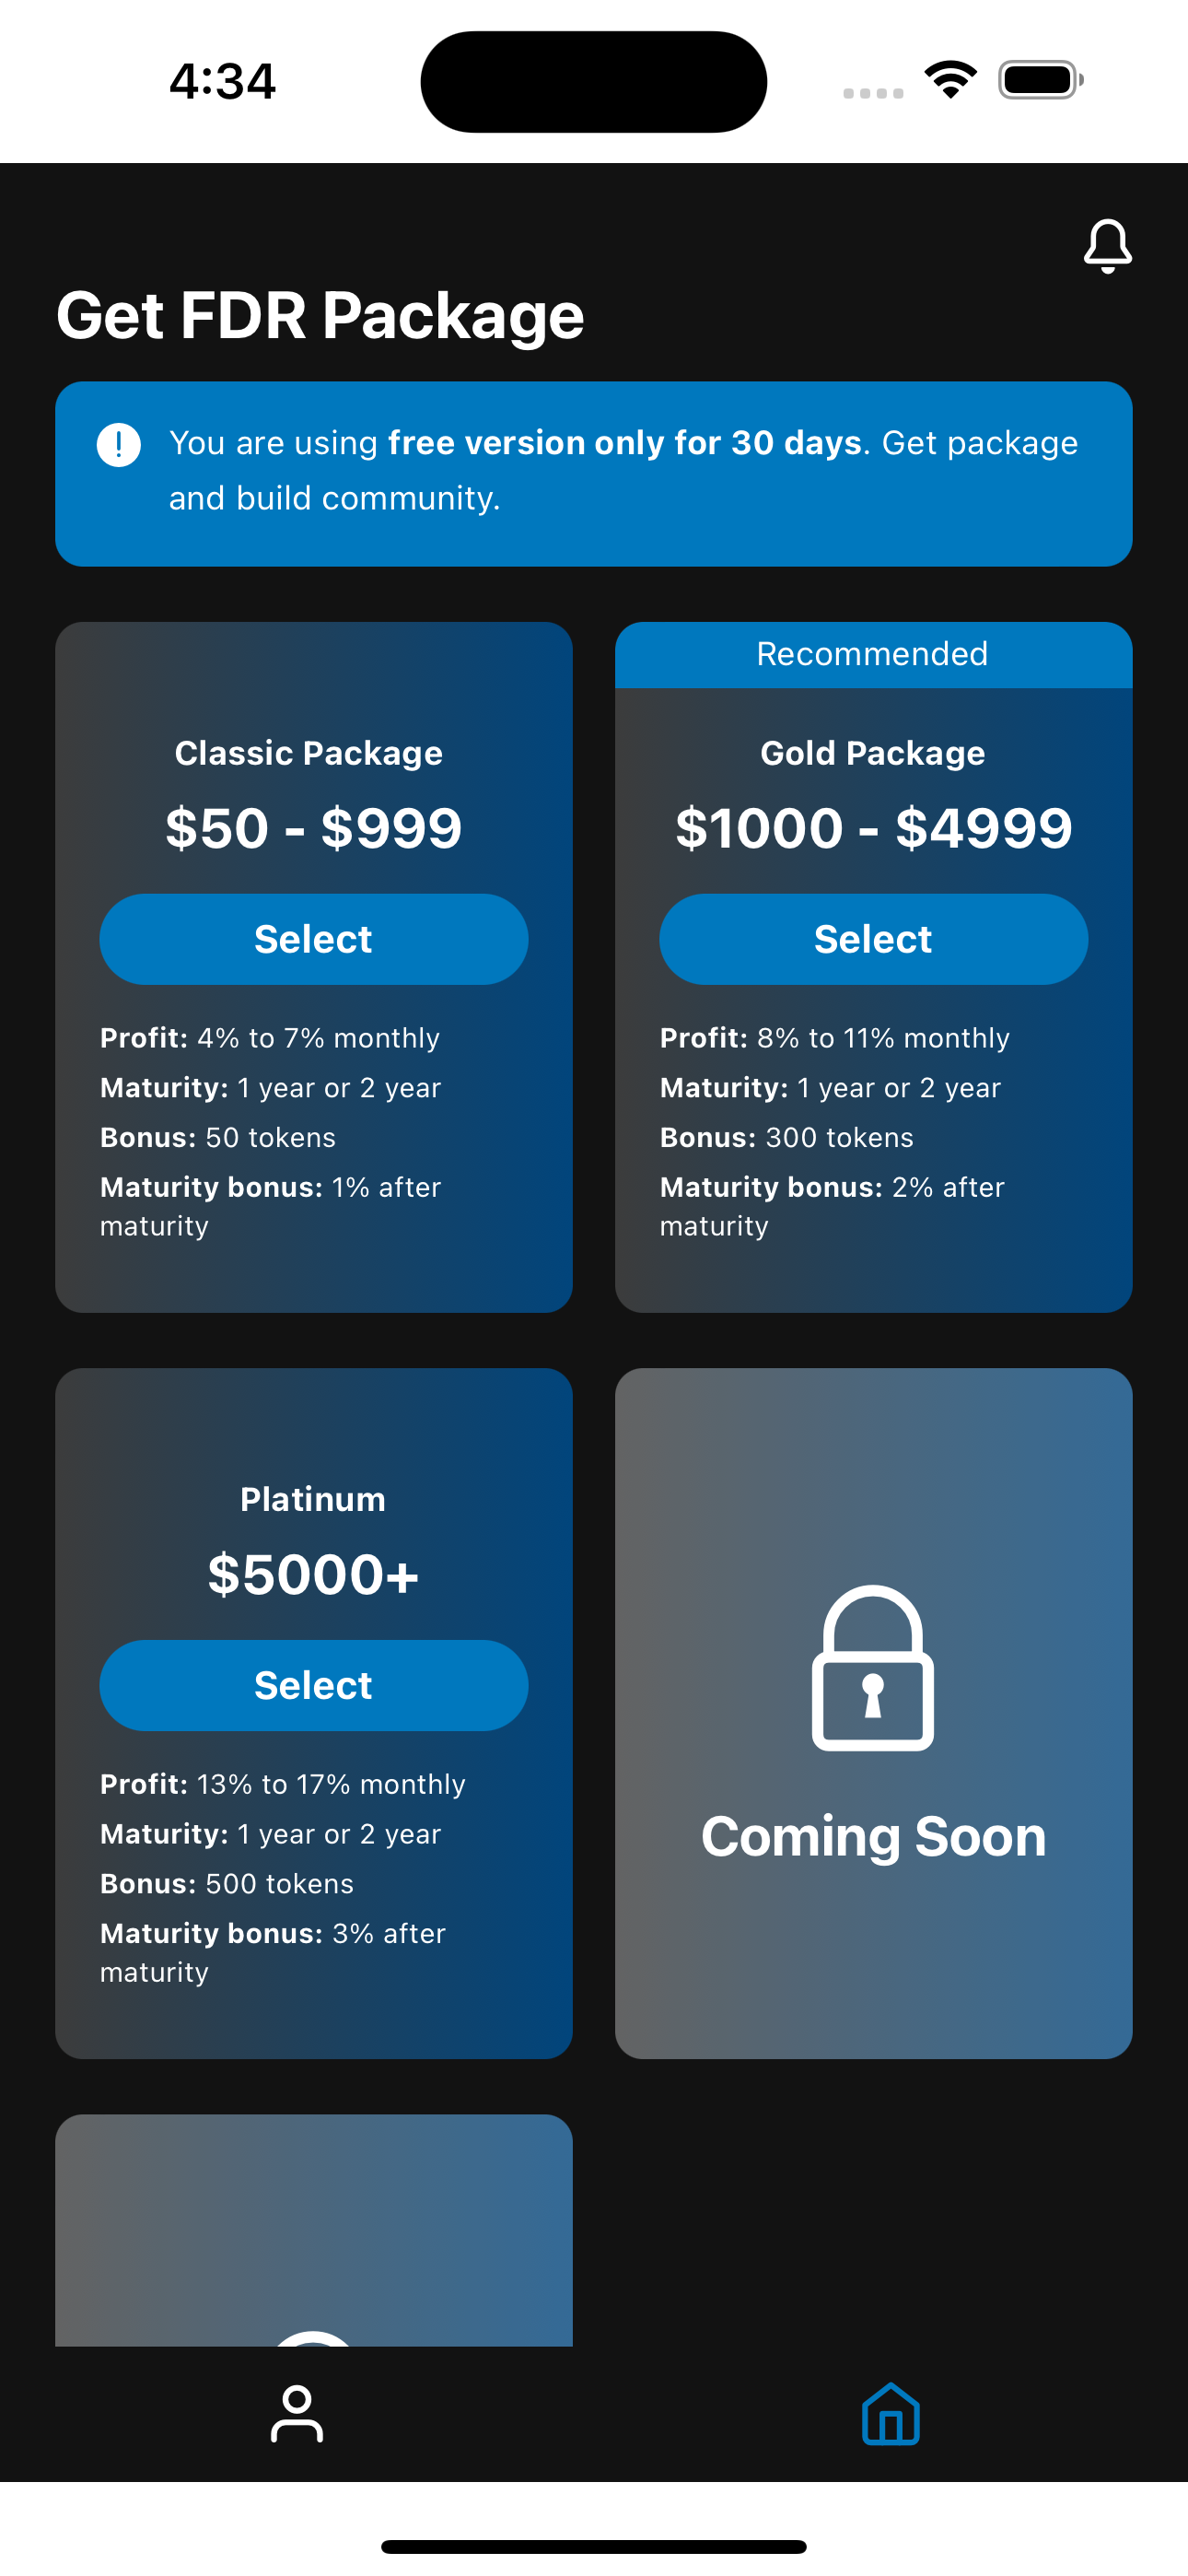 4:34
Get FDR Package
You are using free version only for 30 days. Get package
and build community.
Classic Package
$50 - $999
Select
Profit: 4% to 7% monthly
Maturity: 1 year or 2 year
Bonus: 50 tokens
Maturity bonus: 1% after
maturity
Recommended
Gold Package
$1000 - $4999
Select
Profit: 8% to 11% monthly
Maturity: 1 year or 2 year
Bonus: 300 tokens
Maturity bonus: 2% after
maturity
Platinum
$5000+
Select
Profit: 13% to 17% monthly
Maturity: 1 year or 2 year
Bonus: 500 tokens
Maturity bonus: 3% after
maturity
Coming Soon